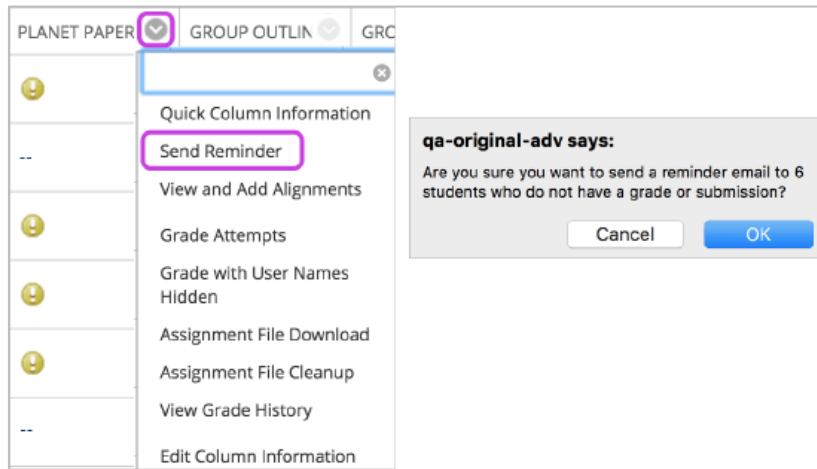 PLANET PAPER GROUP OUTLIN GRC
Quick Column Information
--
Send Reminder
View and Add Alignments
Grade Attempts
Grade with User Names
Hidden
Assignment File Download
Assignment File Cleanup
View Grade History
--
Edit Column Information
qa-original-adv says:
Are you sure you want to send a reminder email to 6
students who do not have a grade or submission?
Cancel OK